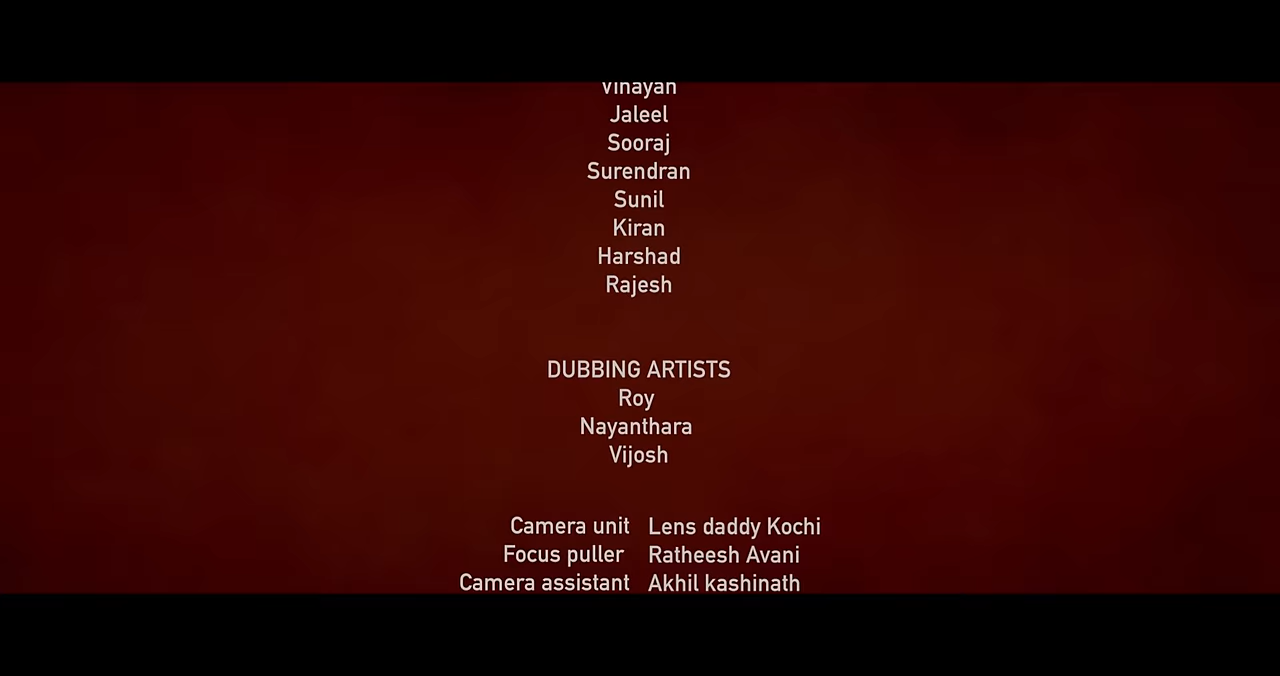 Vinayan
Jaleel
Sooraj
Surendran
Sunil
Kiran
Harshad
Rajesh
DUBBING ARTISTS
Roy
Nayanthara
Vijosh
Camera unit Lens daddy Kochi
Focus puller Ratheesh Avani
Camera assistant Akhil kashinath